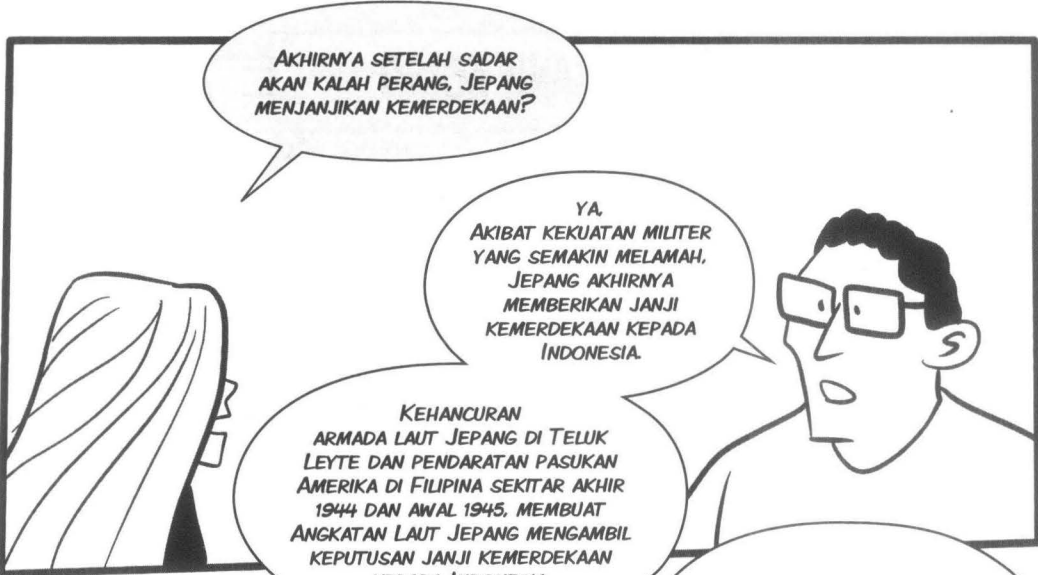 AKHIRNYA SETELAH SADAR
AKAN KALAH PERANG, JEPANG
MENJANJIKAN KEMERDEKAAN?
YA,
AKIBAT KEKUATAN MILITER
YANG SEMAKIN MELAMAH,
JEPANG AKHIRNYA
MEMBERIKAN JANJI
KEMERDEKAAN KEPADA
INDONESIA.
KEHANCURAN
ARMADA LAUT JEPANG DI TELUK
LEYTE DAN PENDARATAN PASUKAN
AMERIKA DI FILIPINA SEKITAR AKHIR
1944 DAN AWAL 1945, MEMBUAT
ANGKATAN LAUT JEPANG MENGAMBIL
KEPUTUSAN JANJI KEMERDEKAAN